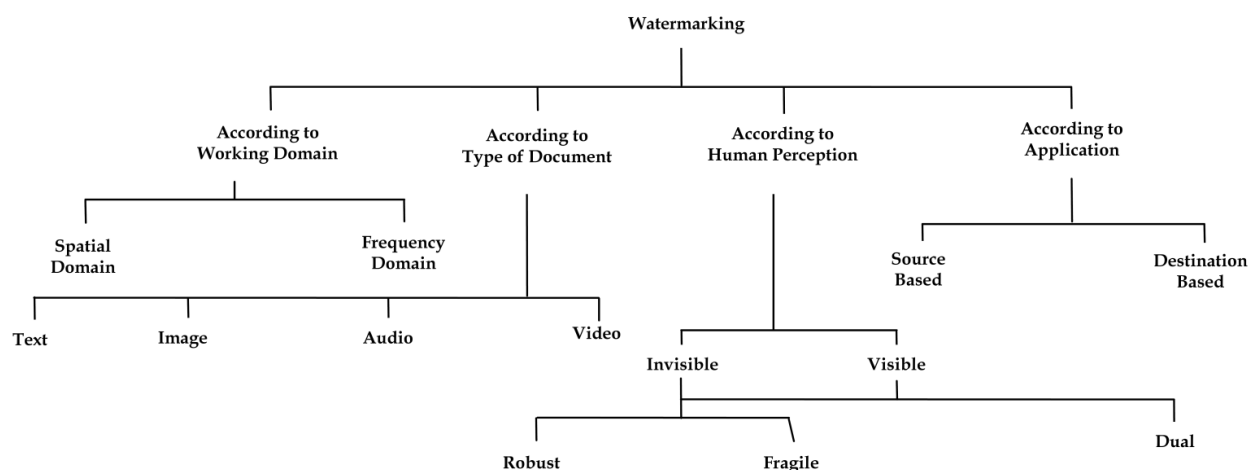 Watermarking
According to
Working Domain
According to
Type of Document
According to
Human Perception
According to
Application
Spatial
Domain
Frequency
Domain
Source
Based
Destination
Based
Text
Image
Audio
Video
Invisible
Visible
Dual
Robust
Fragile